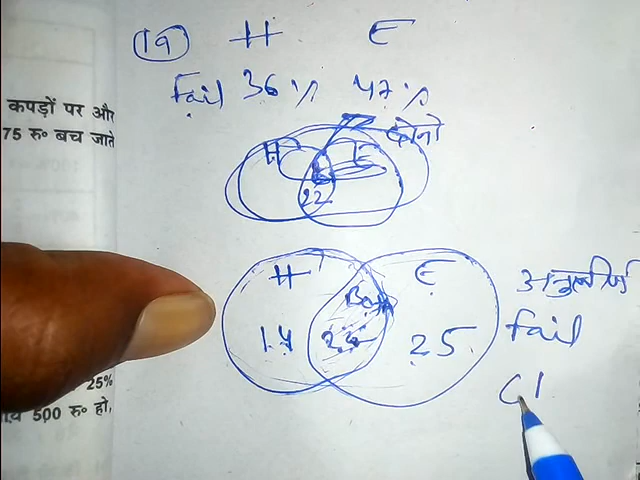 19 H E
Fail 36% 47%
कपड़ों पर और
75 रु० बच जाते
दोनो
H E
22
H E
Both
14 22 25
अनुत्तीर्ण
fail
25%
500 रु० हो,